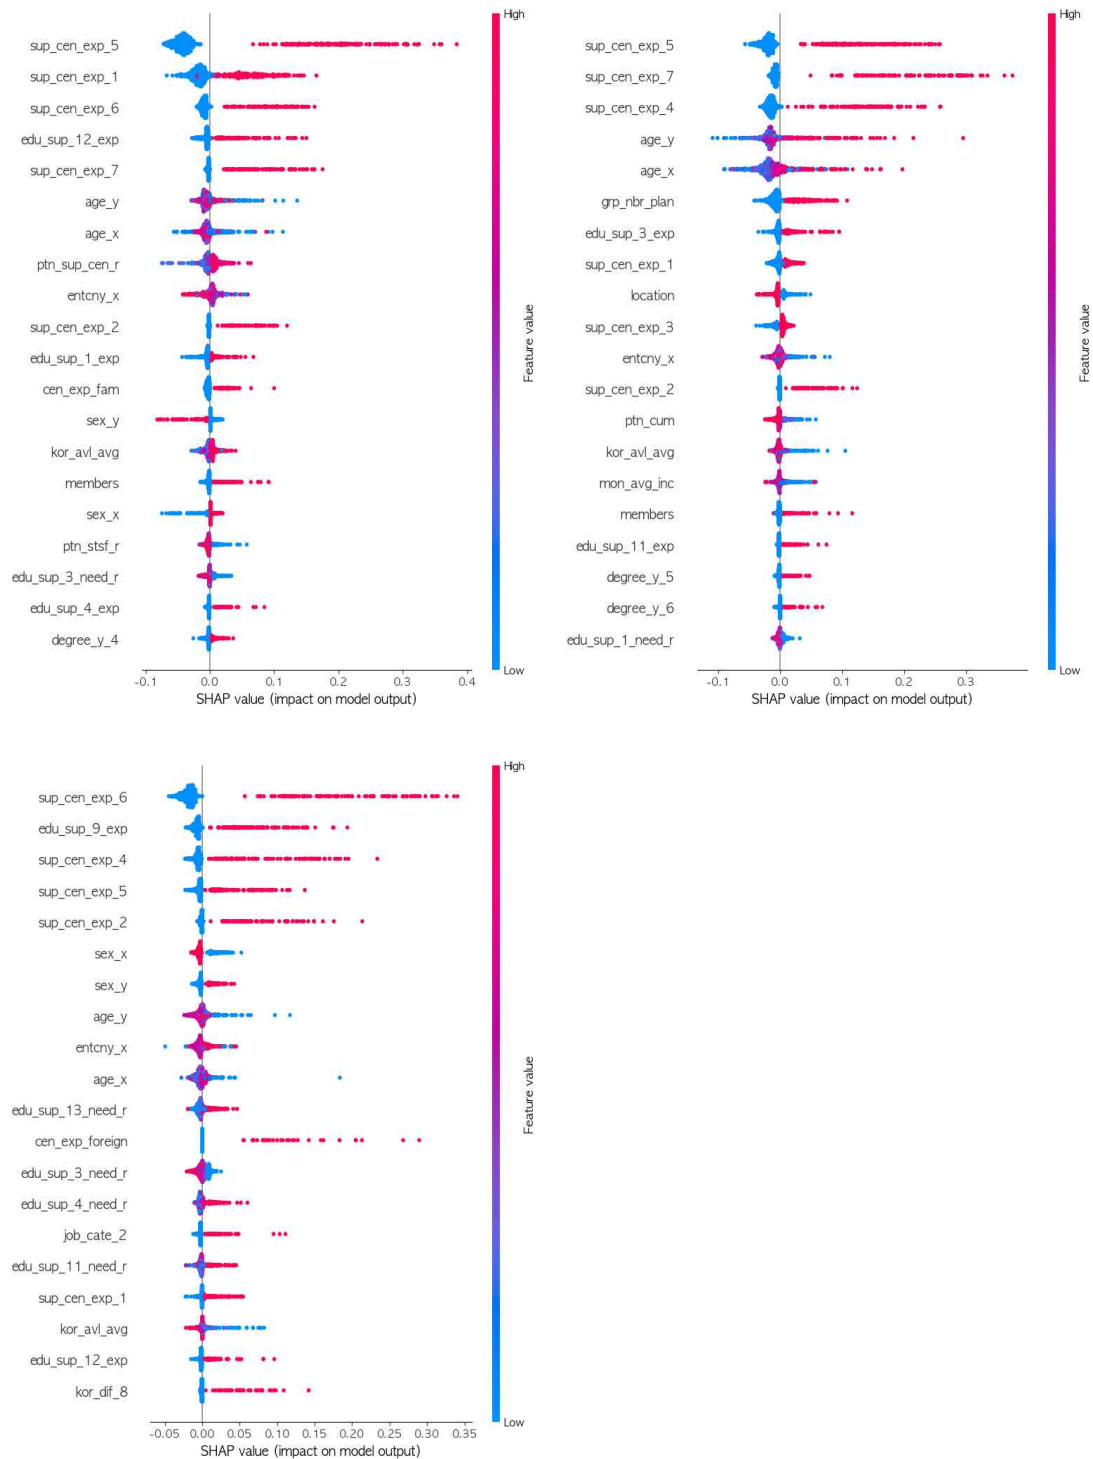 High
sup_cen_exp_5
sup_cen_exp_1
sup_cen_exp_6
edu_sup_12_exp
sup_cen_exp_7
age_y
age_x
ptn_sup_cen_r
entcny_x
sup_cen_exp_2
edu_sup_1_exp
cen_exp_fam
sex_y
kor_avl_avg
members
sex_x
ptn_stsf_r
edu_sup_3_need_r
edu_sup_4_exp
degree_y_4
Feature value
Low
-0.1 0.0 0.1 0.2 0.3 0.4
SHAP value (impact on model output)
High
sup_cen_exp_5
sup_cen_exp_7
sup_cen_exp_4
age_y
age_x
grp_nbr_plan
edu_sup_3_exp
sup_cen_exp_1
location
sup_cen_exp_3
entcny_x
sup_cen_exp_2
ptn_cum
kor_avl_avg
mon_avg_inc
members
edu_sup_11_exp
degree_y_5
degree_y_6
edu_sup_1_need_r
Feature value
Low
-0.1 0.0 0.1 0.2 0.3
SHAP value (impact on model output)
High
sup_cen_exp_6
edu_sup_9_exp
sup_cen_exp_4
sup_cen_exp_5
sup_cen_exp_2
sex_x
sex_y
age_y
entcny_x
age_x
edu_sup_13_need_r
cen_exp_foreign
edu_sup_3_need_r
edu_sup_4_need_r
job_cate_2
edu_sup_11_need_r
sup_cen_exp_1
kor_avl_avg
edu_sup_12_exp
kor_dif_8
Feature value
Low
-0.05 0.00 0.05 0.10 0.15 0.20 0.25 0.30 0.35
SHAP value (impact on model output)